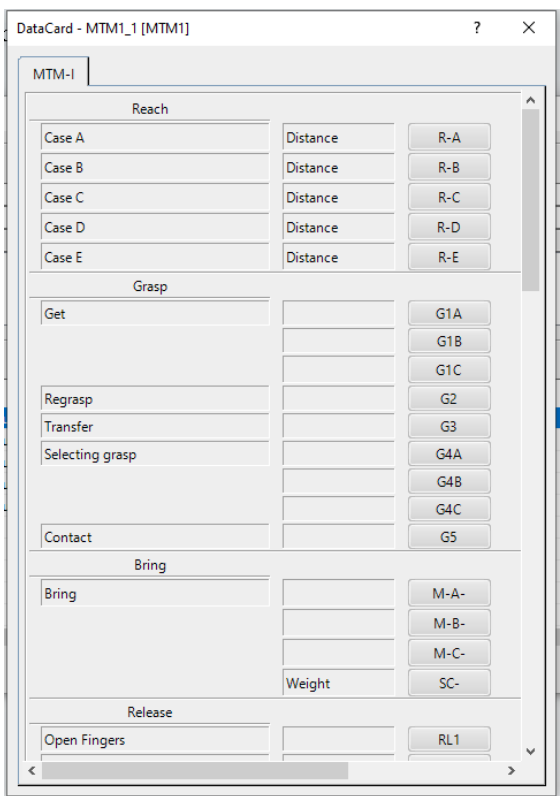 DataCard - MTM1_1 [MTM1] ?
MTM-I
Reach
Case A Distance R-A
Case B Distance R-B
Case C Distance R-C
Case D Distance R-D
Case E Distance R-E
Grasp
Get G1A
G1B
G1C
Regrasp G2
Transfer G3
Selecting grasp G4A
G4B
G4C
Contact G5
Bring
Bring M-A-
M-B-
M-C-
Weight SC-
Release
Open Fingers RL1